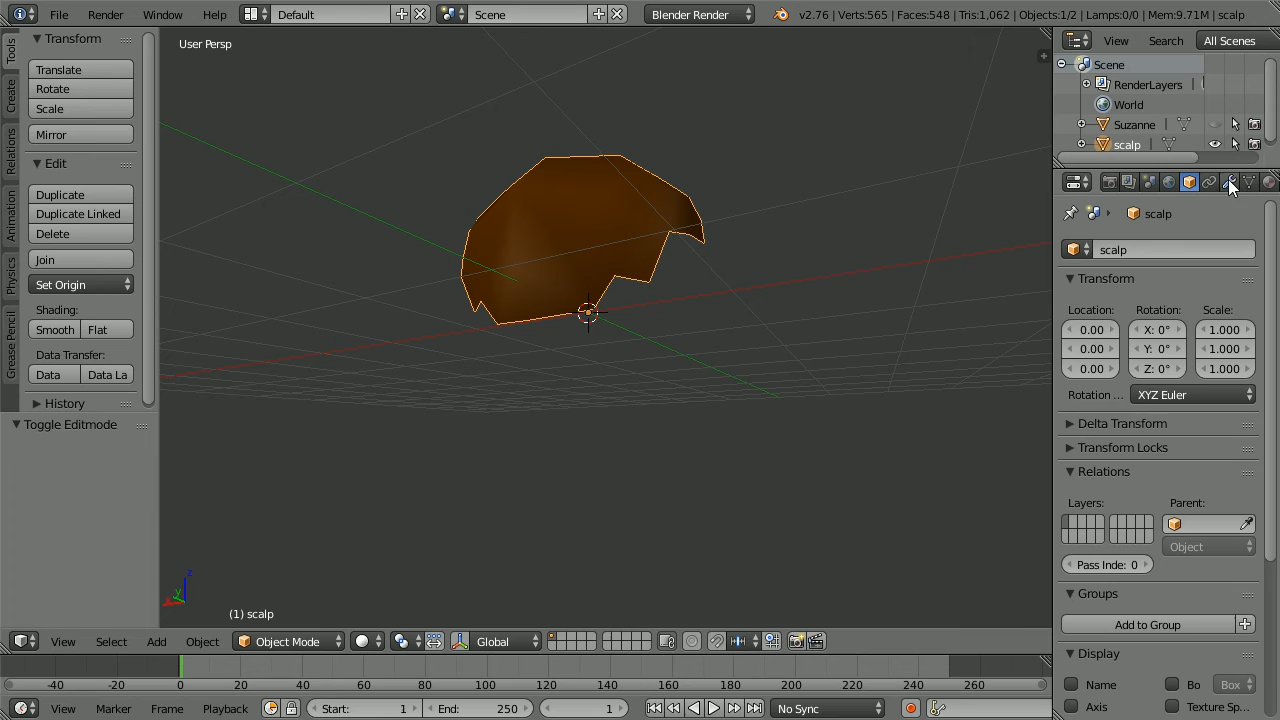 File Render Window Help Default Scene Blender Render v2.76 | Verts:565 | Faces:548 | Tris:1,062 | Objects:1/2 | Lamps:0/0 | Mem:9.71M | scalp
Tools
Create
Relations
Animation
Physics
Grease Pencil
Transform
Translate
Rotate
Scale
Mirror
Edit
Duplicate
Duplicate Linked
Delete
Join
Set Origin
Shading:
Smooth Flat
Data Transfer:
Data Data La
History
Toggle Editmode
User Persp
z
y
(1) scalp
View Select Add Object Object Mode Global
-40 -20 0 20 40 60 80 100 120 140 160 180 200 220 240 260
View Marker Frame Playback Start: 1 End: 250 1 No Sync
View Search All Scenes
Scene
RenderLayers
World
Suzanne
scalp
scalp
scalp
Transform
Location: Rotation: Scale:
0.00 X: 0° 1.000
0.00 Y: 0° 1.000
0.00 Z: 0° 1.000
Rotation ... XYZ Euler
Delta Transform
Transform Locks
Relations
Layers: Parent:
Object
Pass Inde: 0
Groups
Add to Group
Display
Name Bo Box
Axis Texture Sp...